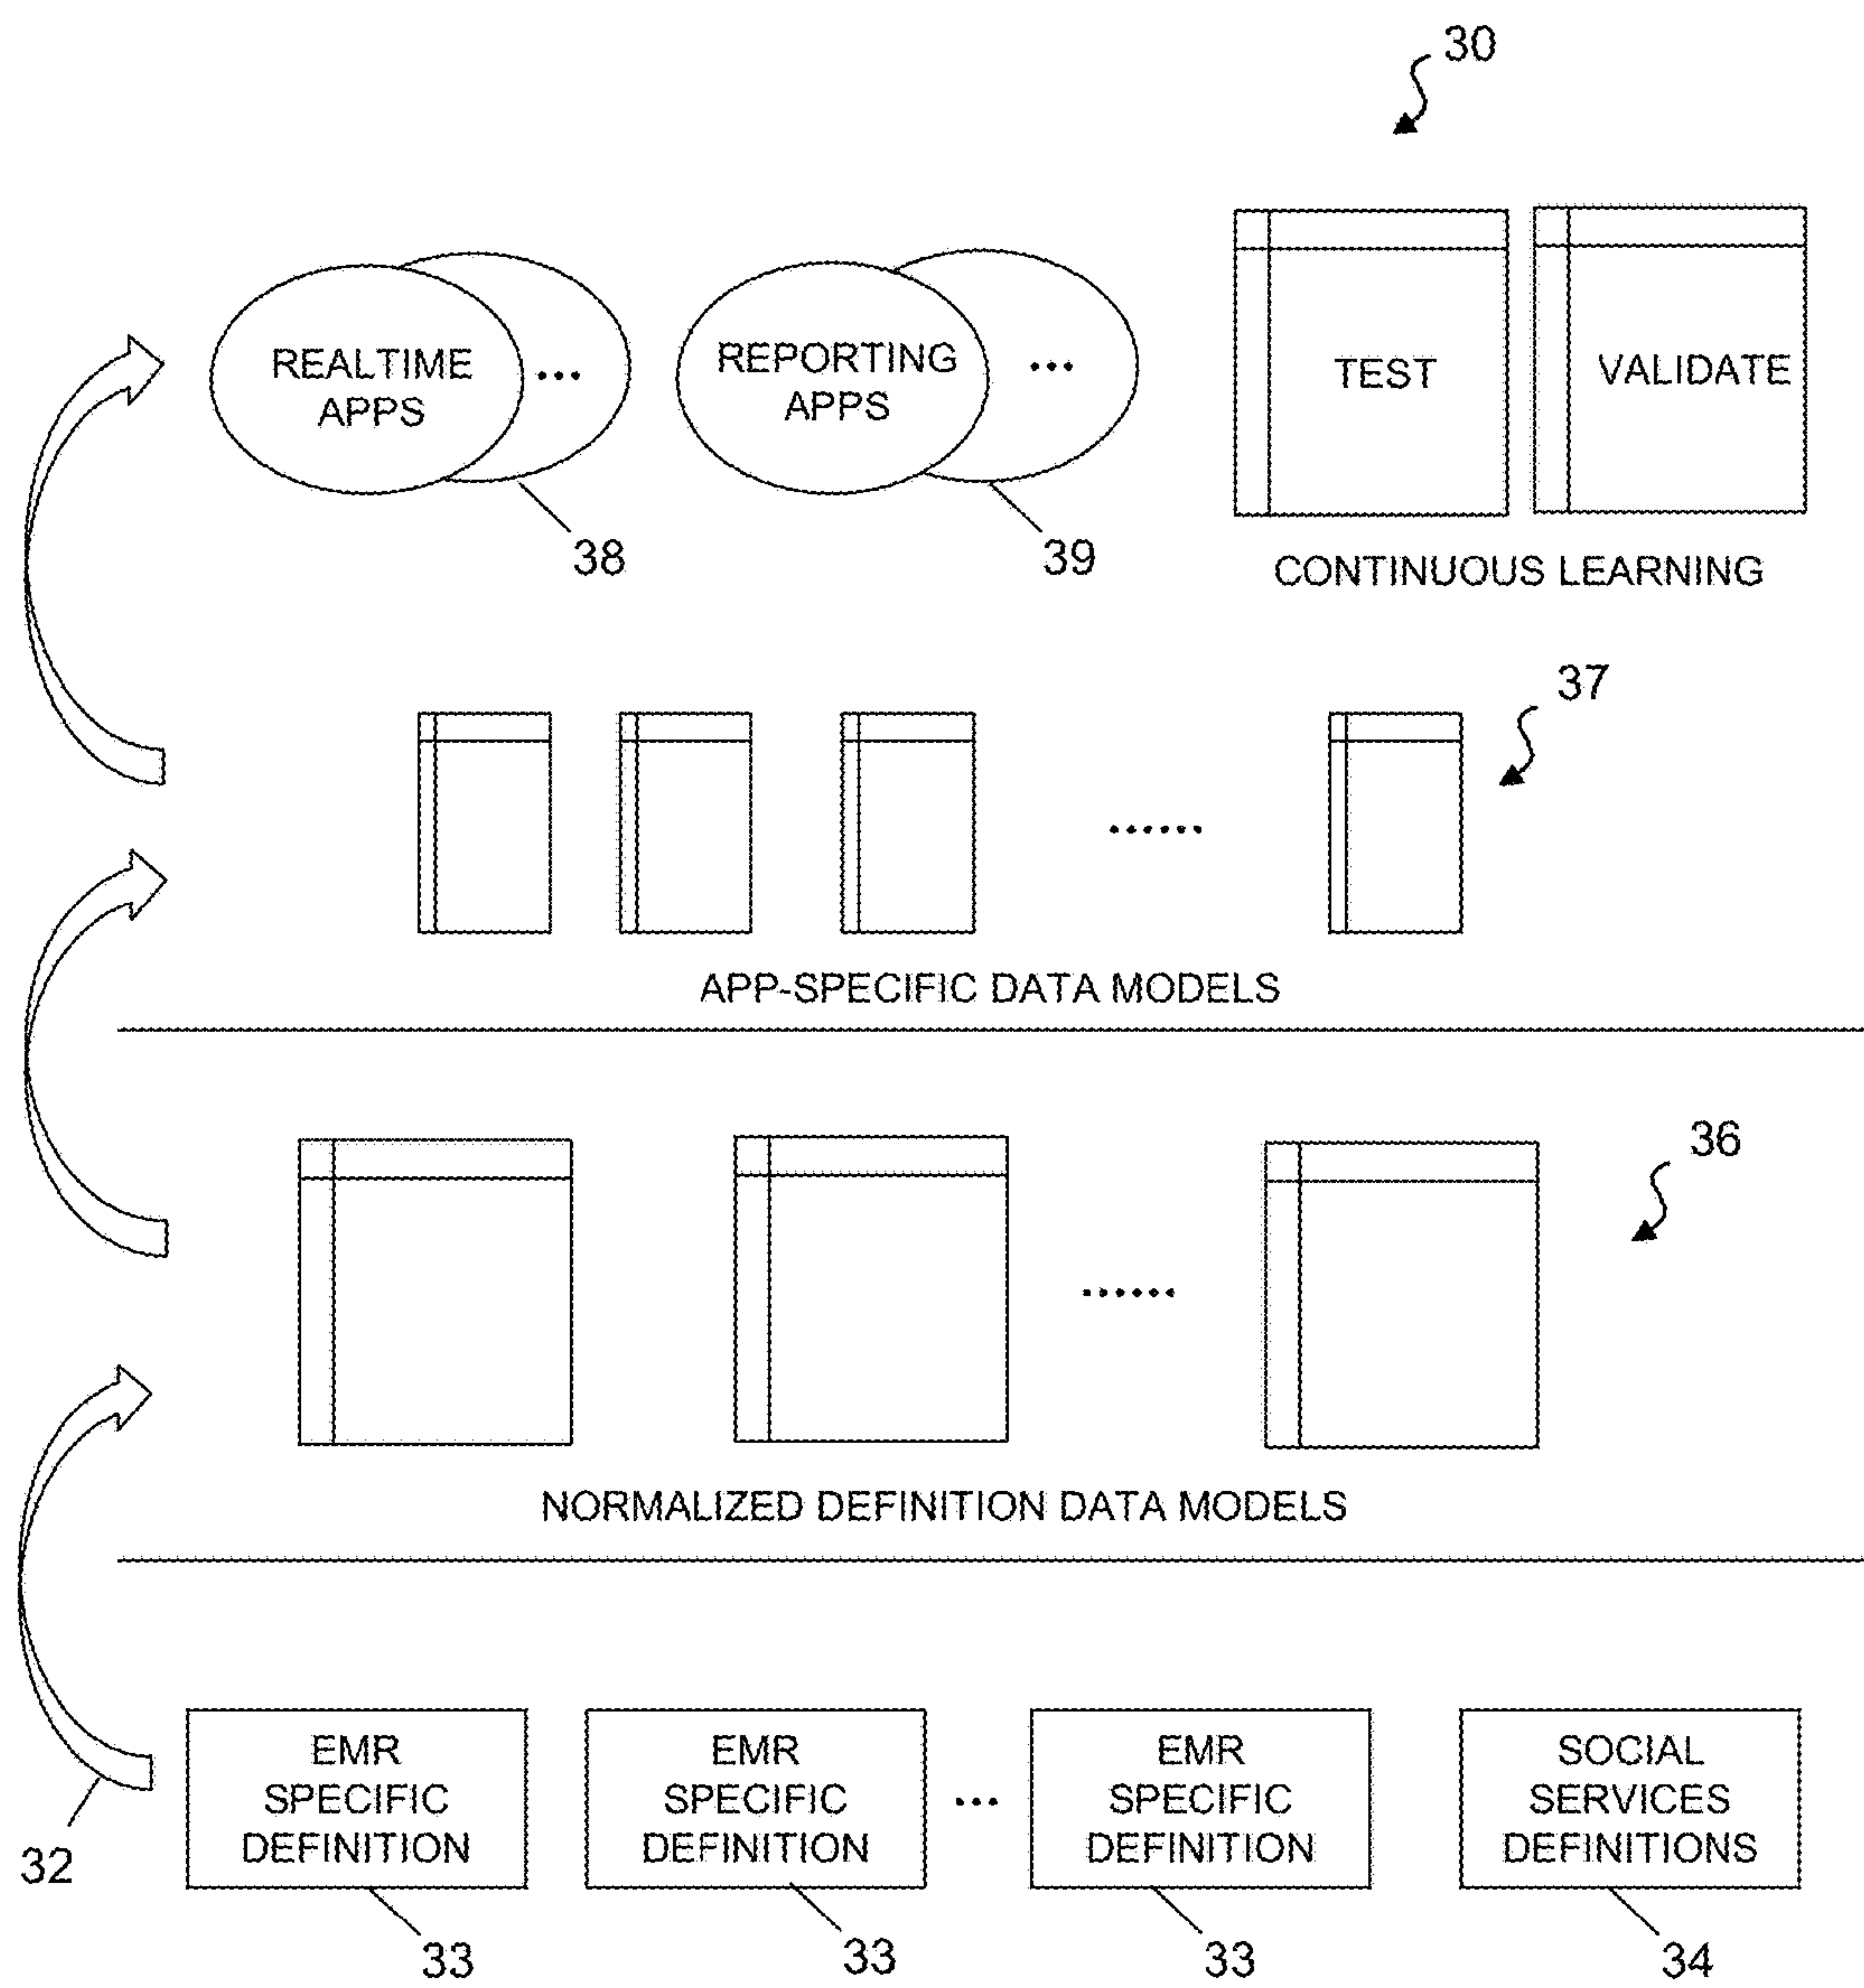 30
REALTIME
APPS
...
REPORTING
APPS
...
TEST
VALIDATE
38
39
CONTINUOUS LEARNING
37
......
APP-SPECIFIC DATA MODELS
36
......
NORMALIZED DEFINITION DATA MODELS
EMR
SPECIFIC
DEFINITION
EMR
SPECIFIC
DEFINITION
...
EMR
SPECIFIC
DEFINITION
SOCIAL
SERVICES
DEFINITIONS
32
33
33
33
34